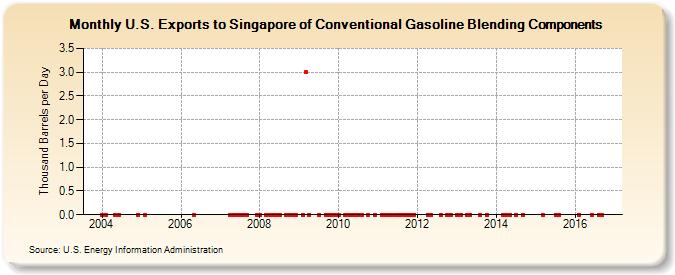 Monthly U.S. Exports to Singapore of Conventional Gasoline Blending Components
Thousand Barrels per Day
3.5
3.0
2.5
2.0
1.5
1.0
0.5
0.0
2004 2006 2008 2010 2012 2014 2016
Source: U.S. Energy Information Administration